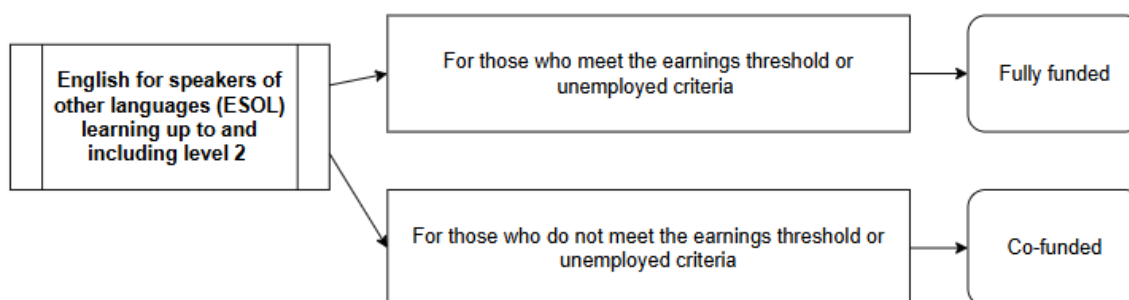 English for speakers of
other languages (ESOL)
learning up to and
including level 2
For those who meet the earnings threshold or
unemployed criteria
Fully funded
For those who do not meet the earnings threshold or
unemployed criteria
Co-funded